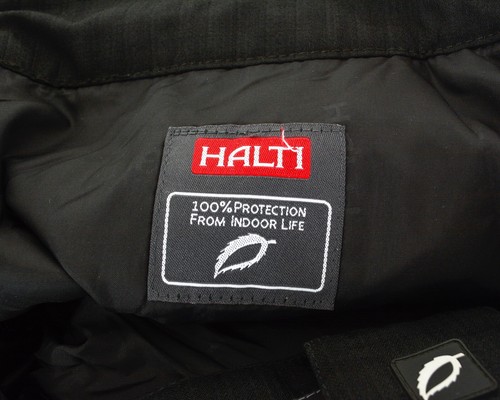 HALTI
100% PROTECTION
FROM INDOOR LIFE